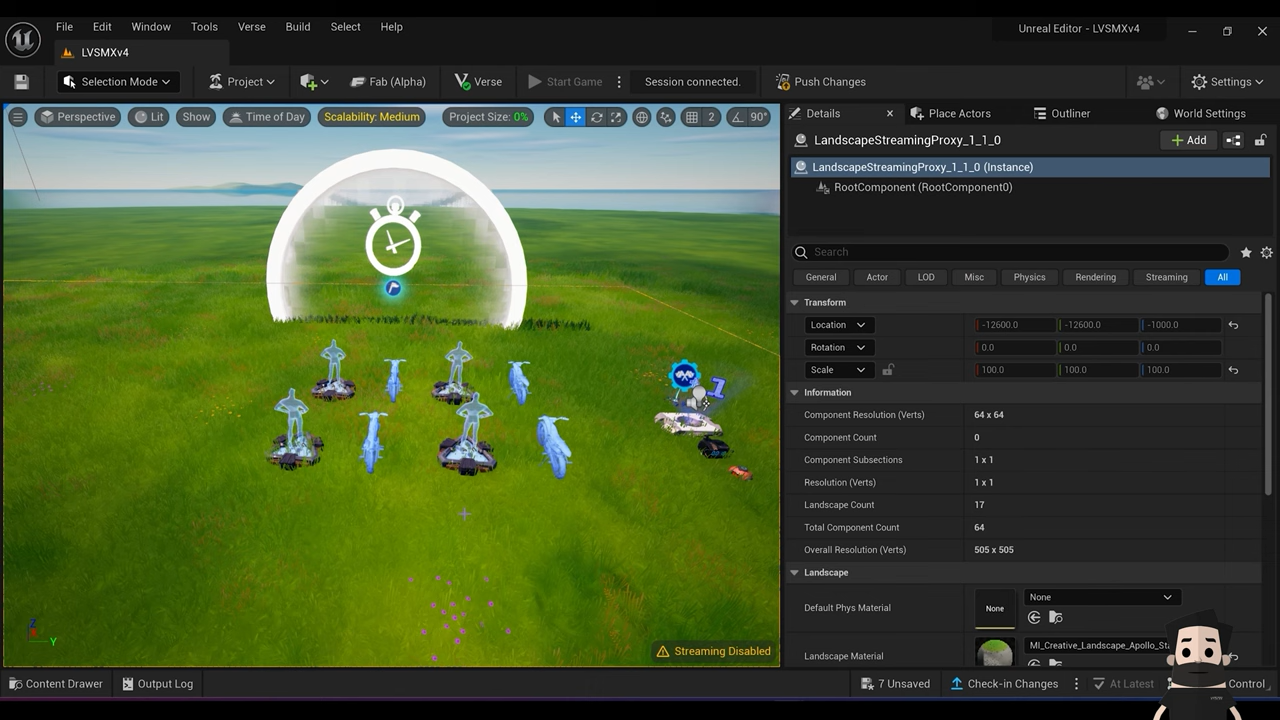 File Edit Window Tools Verse Build Select Help
Unreal Editor - LVSMXv4
LVSMXv4
Selection Mode
Project
Fab (Alpha)
Verse
Start Game
Session connected.
Push Changes
Settings
Perspective
Lit
Show
Time of Day
Scalability: Medium
Project Size: 0%
2
90°
1
Streaming Disabled
Z
Y
Details
Place Actors
Outliner
World Settings
LandscapeStreamingProxy_1_1_0
Add
LandscapeStreamingProxy_1_1_0 (Instance)
RootComponent (RootComponent0)
Search
General Actor LOD Misc Physics Rendering Streaming All
Transform
Location -12600.0 -12600.0 -1000.0
Rotation 0.0 0.0 0.0
Scale 100.0 100.0 100.0
Information
Component Resolution (Verts) 64 x 64
Component Count 0
Component Subsections 1 x 1
Resolution (Verts) 1 x 1
Landscape Count 17
Total Component Count 64
Overall Resolution (Verts) 505 x 505
Landscape
Default Phys Material None None
Landscape Material MI_Creative_Landscape_Apollo_Sta
Content Drawer
Output Log
7 Unsaved
Check-in Changes
At Latest
Control